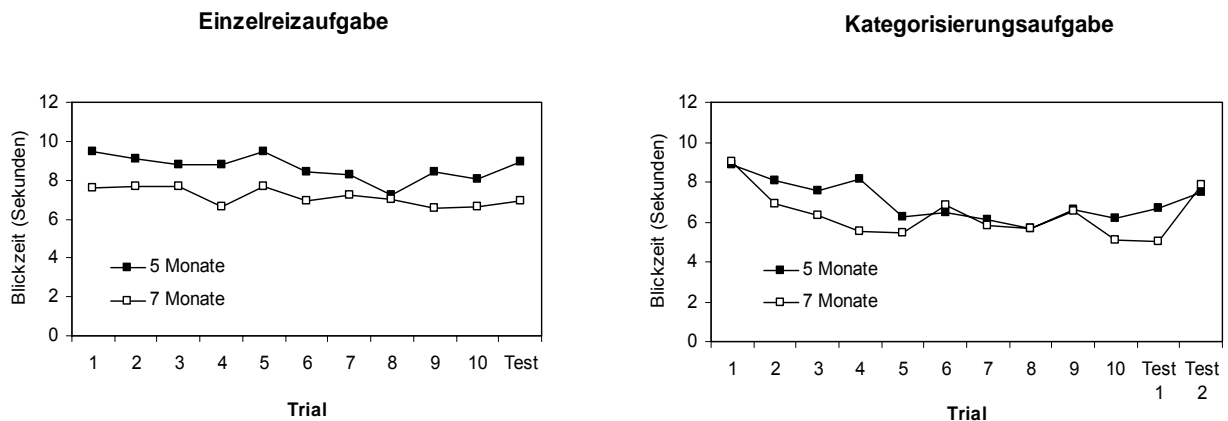 Einzelreizaufgabe
Blickzeit (Sekunden)
12
10
8
6
4
2
0
5 Monate
7 Monate
1 2 3 4 5 6 7 8 9 10 Test
Trial
Kategorisierungsaufgabe
Blickzeit (Sekunden)
12
10
8
6
4
2
0
5 Monate
7 Monate
1 2 3 4 5 6 7 8 9 10 Test Test
1 2
Trial